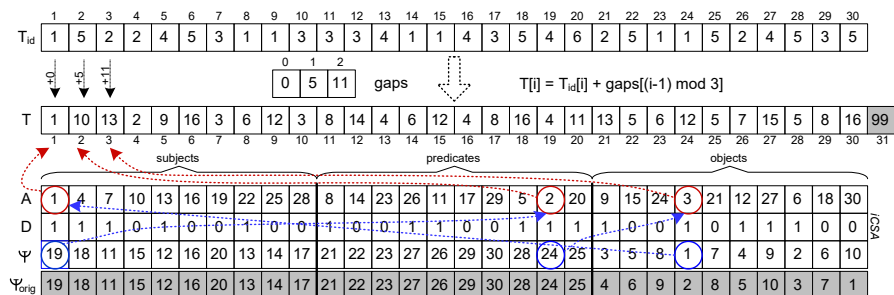 1 2 3 4 5 6 7 8 9 10 11 12 13 14 15 16 17 18 19 20 21 22 23 24 25 26 27 28 29 30
Tid 1 5 2 2 4 5 3 1 1 3 3 3 4 1 1 4 3 5 4 6 2 5 1 1 5 2 4 5 3 5
+0 +5 +11
0 1 2
0 5 11 gaps T[i] = Tid[i] + gaps[(i-1) mod 3]
T 1 10 13 2 9 16 3 6 12 3 8 14 4 6 12 4 8 16 4 11 13 5 6 12 5 7 15 5 8 16 99
1 2 3 4 5 6 7 8 9 10 11 12 13 14 15 16 17 18 19 20 21 22 23 24 25 26 27 28 29 30 31
subjects predicates objects
A 1 4 7 10 13 16 19 22 25 28 8 14 23 26 11 17 29 5 2 20 9 15 24 3 21 12 27 6 18 30
D 1 1 1 0 1 0 0 1 0 0 1 0 0 1 1 0 0 1 1 1 1 0 0 1 0 1 1 1 0 0
Ψ 19 18 11 15 12 16 20 13 14 17 21 22 23 27 26 29 30 28 24 25 3 5 8 1 7 4 9 2 6 10
iCSA
Ψorig 19 18 11 15 12 16 20 13 14 17 21 22 23 27 26 29 30 28 24 25 4 6 9 2 8 5 10 3 7 1